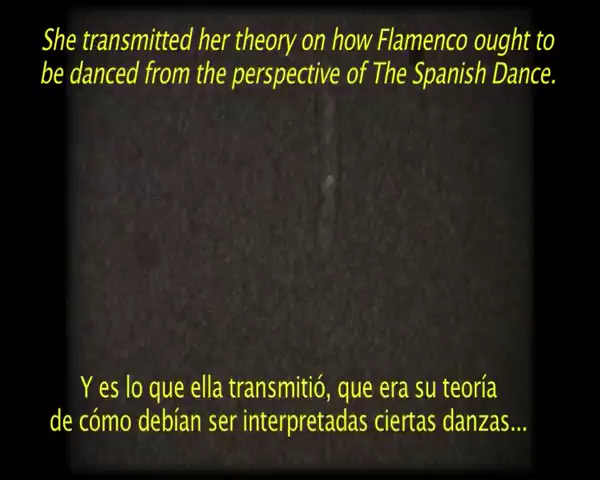 She transmitted her theory on how Flamenco ought to
be danced from the perspective of The Spanish Dance.
Y es lo que ella transmitió, que era su teoría
de cómo debían ser interpretadas ciertas danzas...